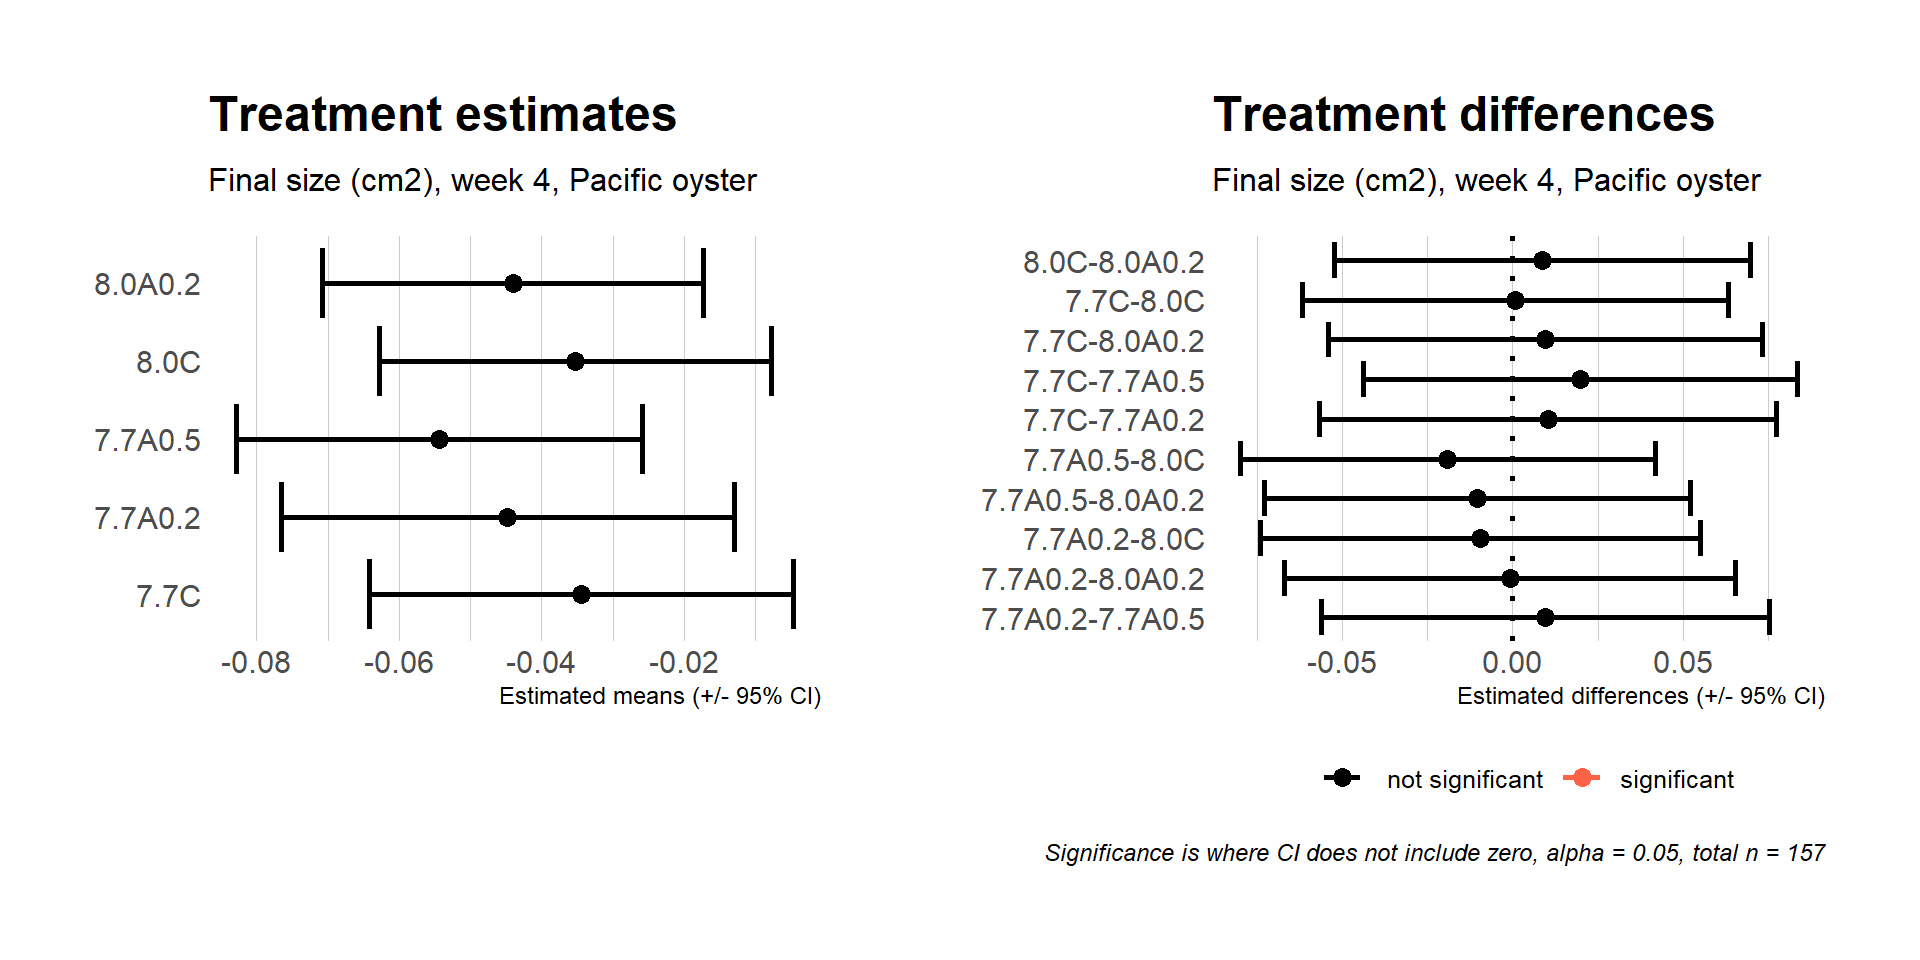 Treatment estimates
Final size (cm2), week 4, Pacific oyster
8.0A0.2
8.0C
7.7A0.5
7.7A0.2
7.7C
-0.08 -0.06 -0.04 -0.02
Estimated means (+/- 95% CI)
Treatment differences
Final size (cm2), week 4, Pacific oyster
8.0C-8.0A0.2
7.7C-8.0C
7.7C-8.0A0.2
7.7C-7.7A0.5
7.7C-7.7A0.2
7.7A0.5-8.0C
7.7A0.5-8.0A0.2
7.7A0.2-8.0C
7.7A0.2-8.0A0.2
7.7A0.2-7.7A0.5
-0.05 0.00 0.05
Estimated differences (+/- 95% CI)
not significant significant
Significance is where CI does not include zero, alpha = 0.05, total n = 157